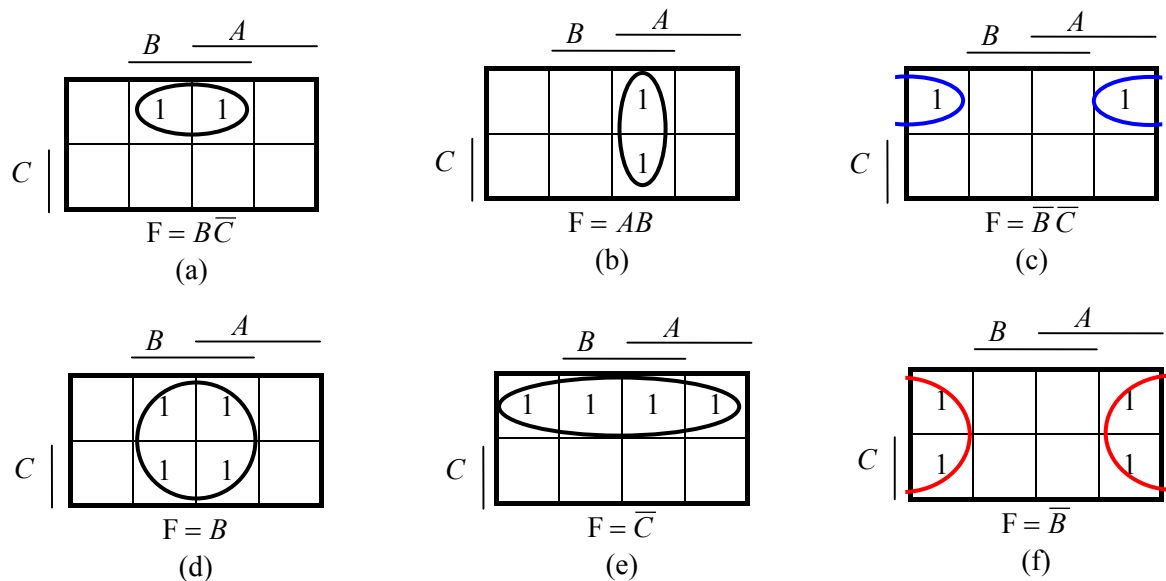 A A A
B B B
1 1 1 1 1
C C 1 C
F = BC̅ F = AB F = B̅ C̅
(a) (b) (c)
A A A
B B B
1 1 1 1 1 1 1 1
C 1 1 C C 1 1
F = B F = C̅ F = B̅
(d) (e) (f)